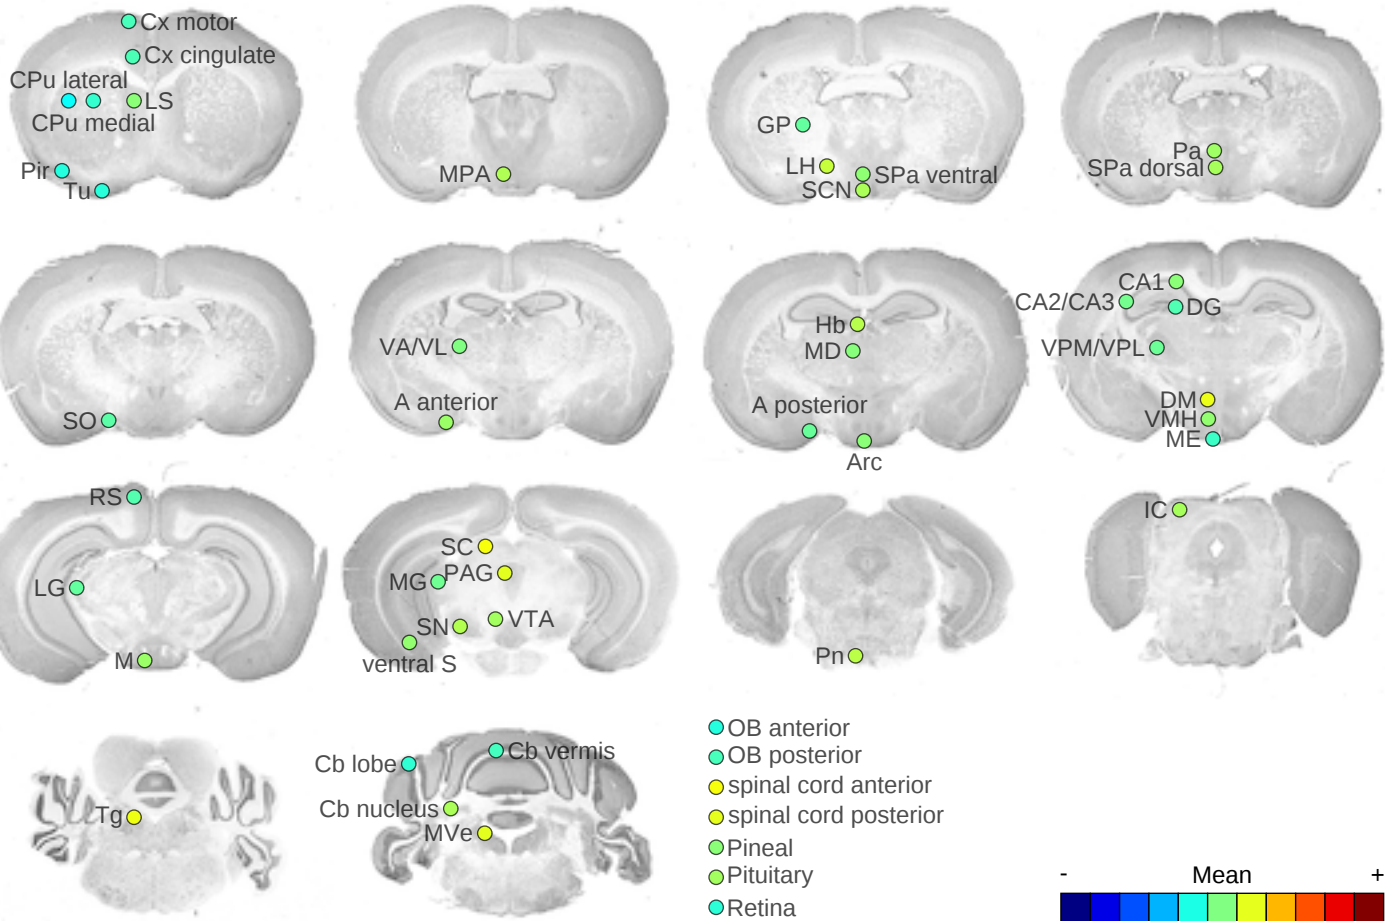 Cx motor
Cx cingulate
CPu lateral
LS
CPu medial
Pir
Tu
MPA
GP
LH
SPa ventral
SCN
Pa
SPa dorsal
SO
VA/VL
A anterior
Hb
MD
A posterior
Arc
CA1
CA2/CA3
DG
VPM/VPL
DM
VMH
ME
RS
LG
M
SC
PAG
MG
VTA
SN
ventral S
Pn
IC
Tg
Cb vermis
Cb lobe
Cb nucleus
MVe
OB anterior
OB posterior
spinal cord anterior
spinal cord posterior
Pineal
Pituitary
Retina
- Mean +